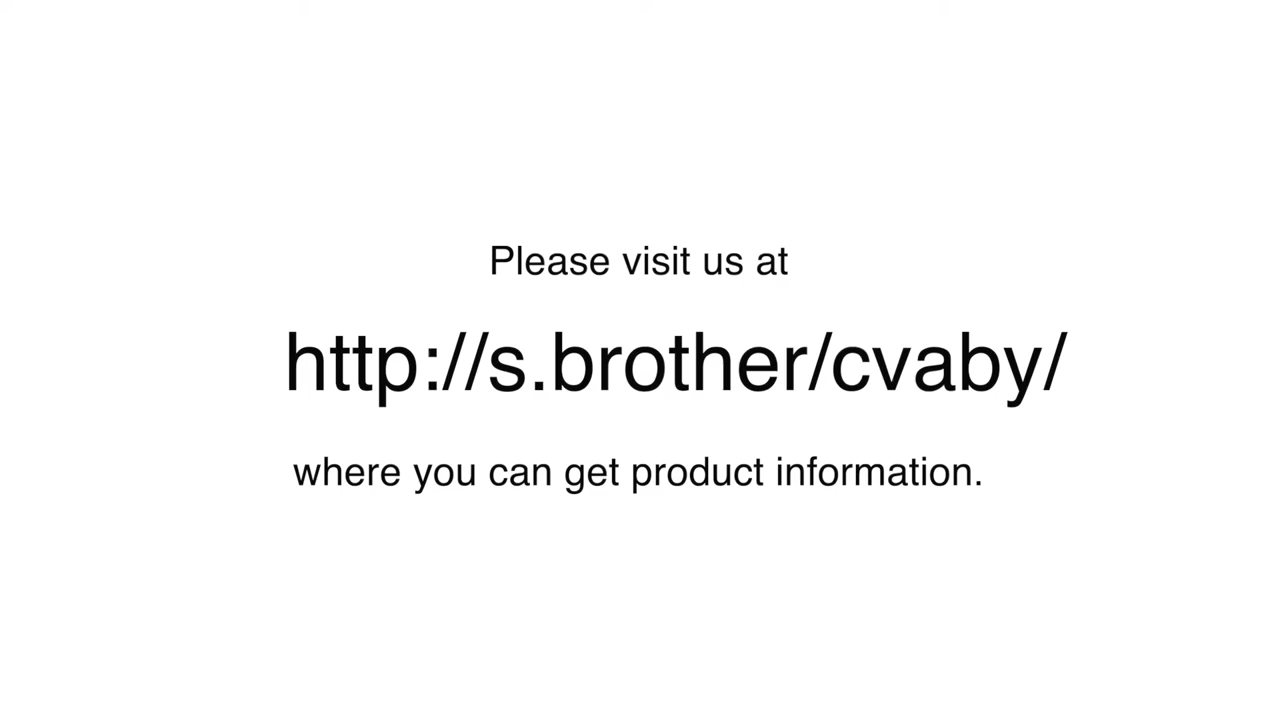 Please visit us at
http://s.brother/cvaby/
where you can get product information.